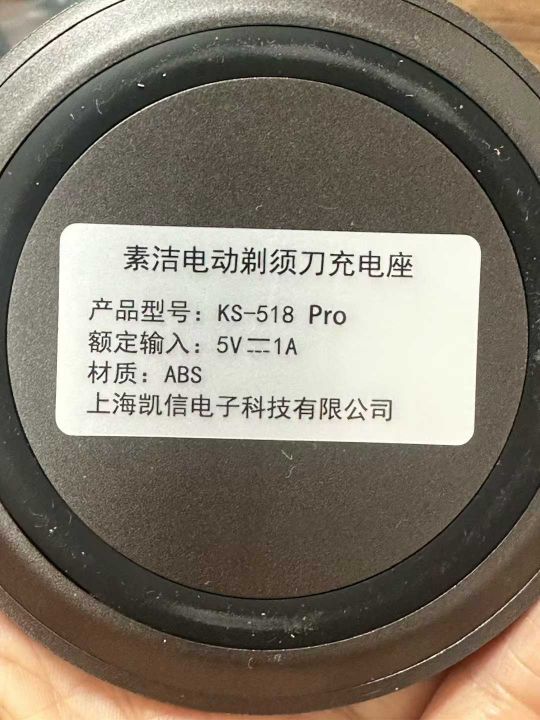 素洁电动剃须刀充电座
产品型号：KS-518 Pro
额定输入：5V⎓1A
材质：ABS
上海凯信电子科技有限公司